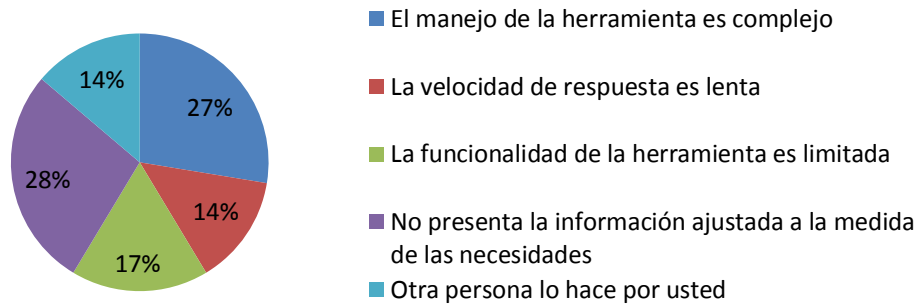 El manejo de la herramienta es complejo
La velocidad de respuesta es lenta
La funcionalidad de la herramienta es limitada
No presenta la información ajustada a la medida
de las necesidades
Otra persona lo hace por usted
27%
14%
17%
28%
14%